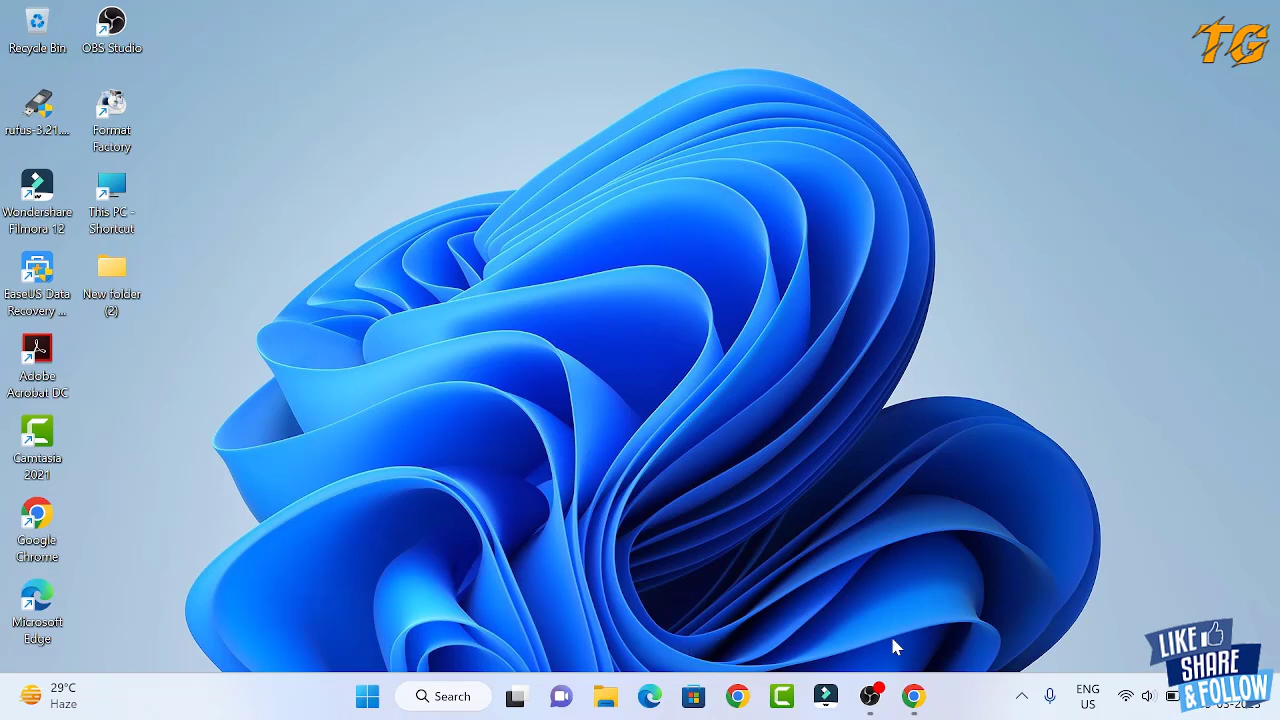 Recycle Bin
OBS Studio
rufus-3.21....
Format
Factory
Wondershare
Filmora 12
This PC -
Shortcut
EaseUS Data
Recovery ...
New folder
(2)
Adobe
Acrobat DC
Camtasia
2021
Google
Chrome
Microsoft
Edge
TG
LIKE
SHARE
& FOLLOW
29°C
Haze
Search
ENG
US